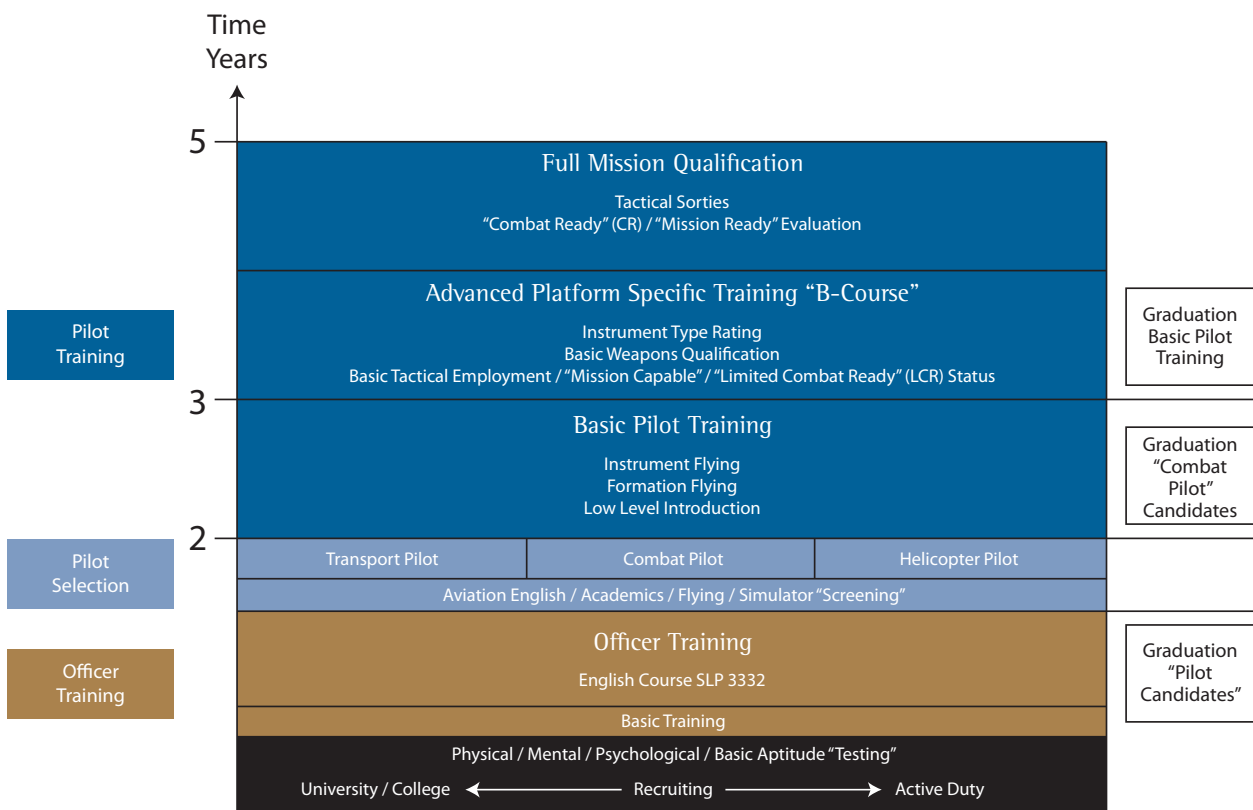 Time
Years
5
Full Mission Qualification
Tactical Sorties
“Combat Ready” (CR) / “Mission Ready” Evaluation
Advanced Platform Specific Training “B-Course”
Instrument Type Rating
Basic Weapons Qualification
Basic Tactical Employment / “Mission Capable” / “Limited Combat Ready” (LCR) Status
Pilot
Training
Graduation
Basic Pilot
Training
3
Basic Pilot Training
Instrument Flying
Formation Flying
Low Level Introduction
Graduation
“Combat
Pilot”
Candidates
2
Pilot
Selection
Transport Pilot
Combat Pilot
Helicopter Pilot
Aviation English / Academics / Flying / Simulator “Screening”
Officer
Training
Officer Training
English Course SLP 3332
Basic Training
Graduation
“Pilot
Candidates”
Physical / Mental / Psychological / Basic Aptitude “Testing”
University / College
Recruiting
Active Duty